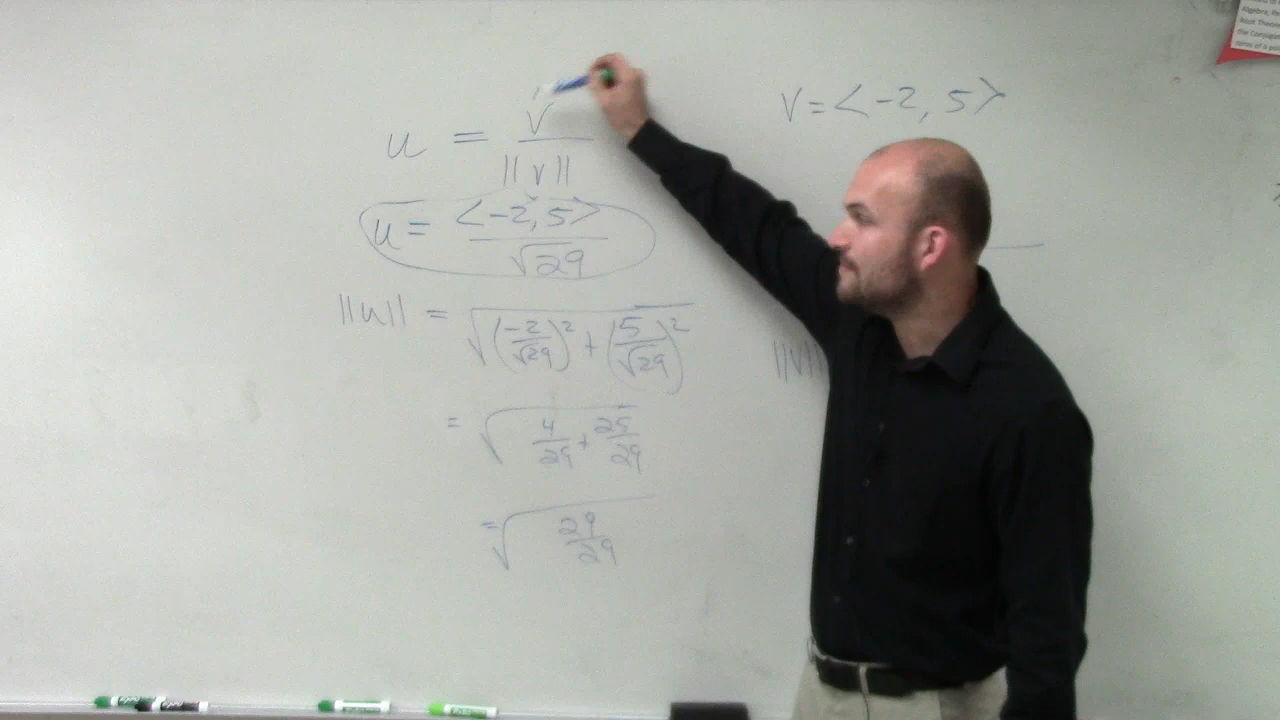 u = v / ||v||
v = <-2, 5>
u = <-2, 5> / √29
||u|| = √((-2/√29)² + (5/√29)²)
||v||
= √(4/29 + 25/29)
= √(29/29)